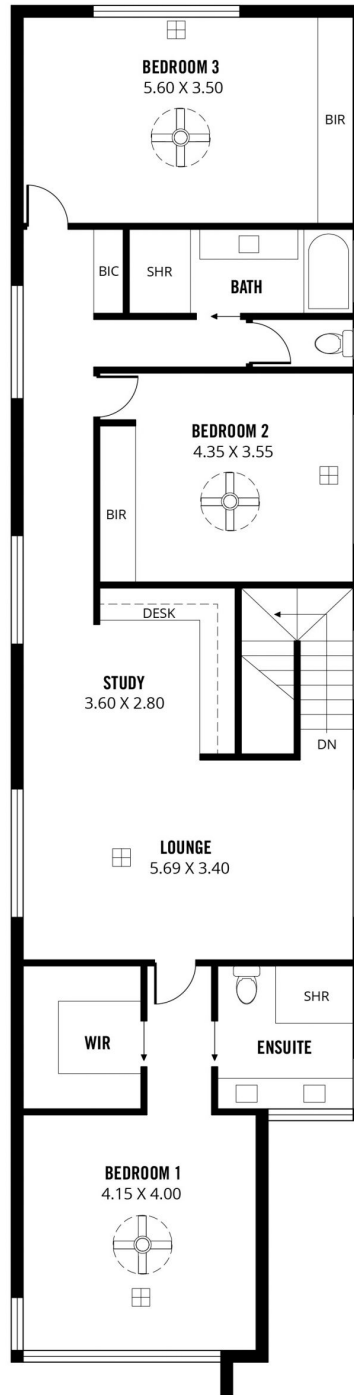 BEDROOM 3
5.60 X 3.50
BIR
BIC
SHR
BATH
BEDROOM 2
4.35 X 3.55
BIR
DESK
STUDY
3.60 X 2.80
DN
LOUNGE
5.69 X 3.40
WIR
SHR
ENSUITE
BEDROOM 1
4.15 X 4.00